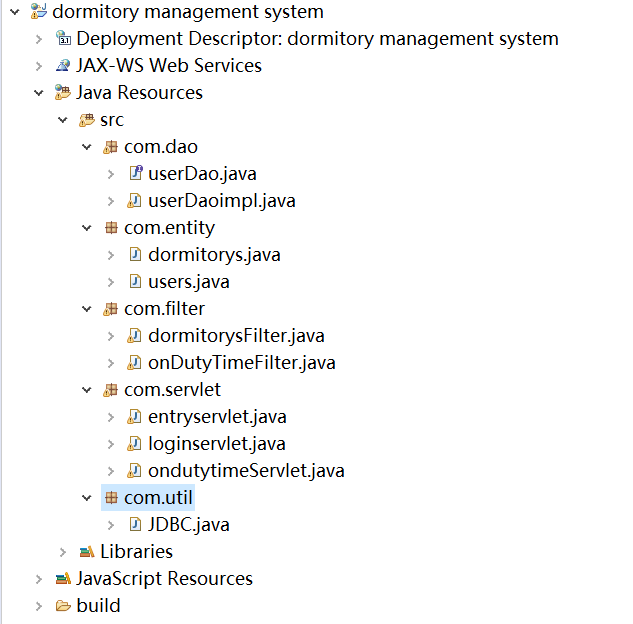 dormitory management system
3.1 Deployment Descriptor: dormitory management system
JAX-WS Web Services
Java Resources
src
com.dao
userDao.java
userDaoimpl.java
com.entity
dormitorys.java
users.java
com.filter
dormitorysFilter.java
onDutyTimeFilter.java
com.servlet
entryservlet.java
loginservlet.java
ondutytimeServlet.java
com.util
JDBC.java
Libraries
JavaScript Resources
build